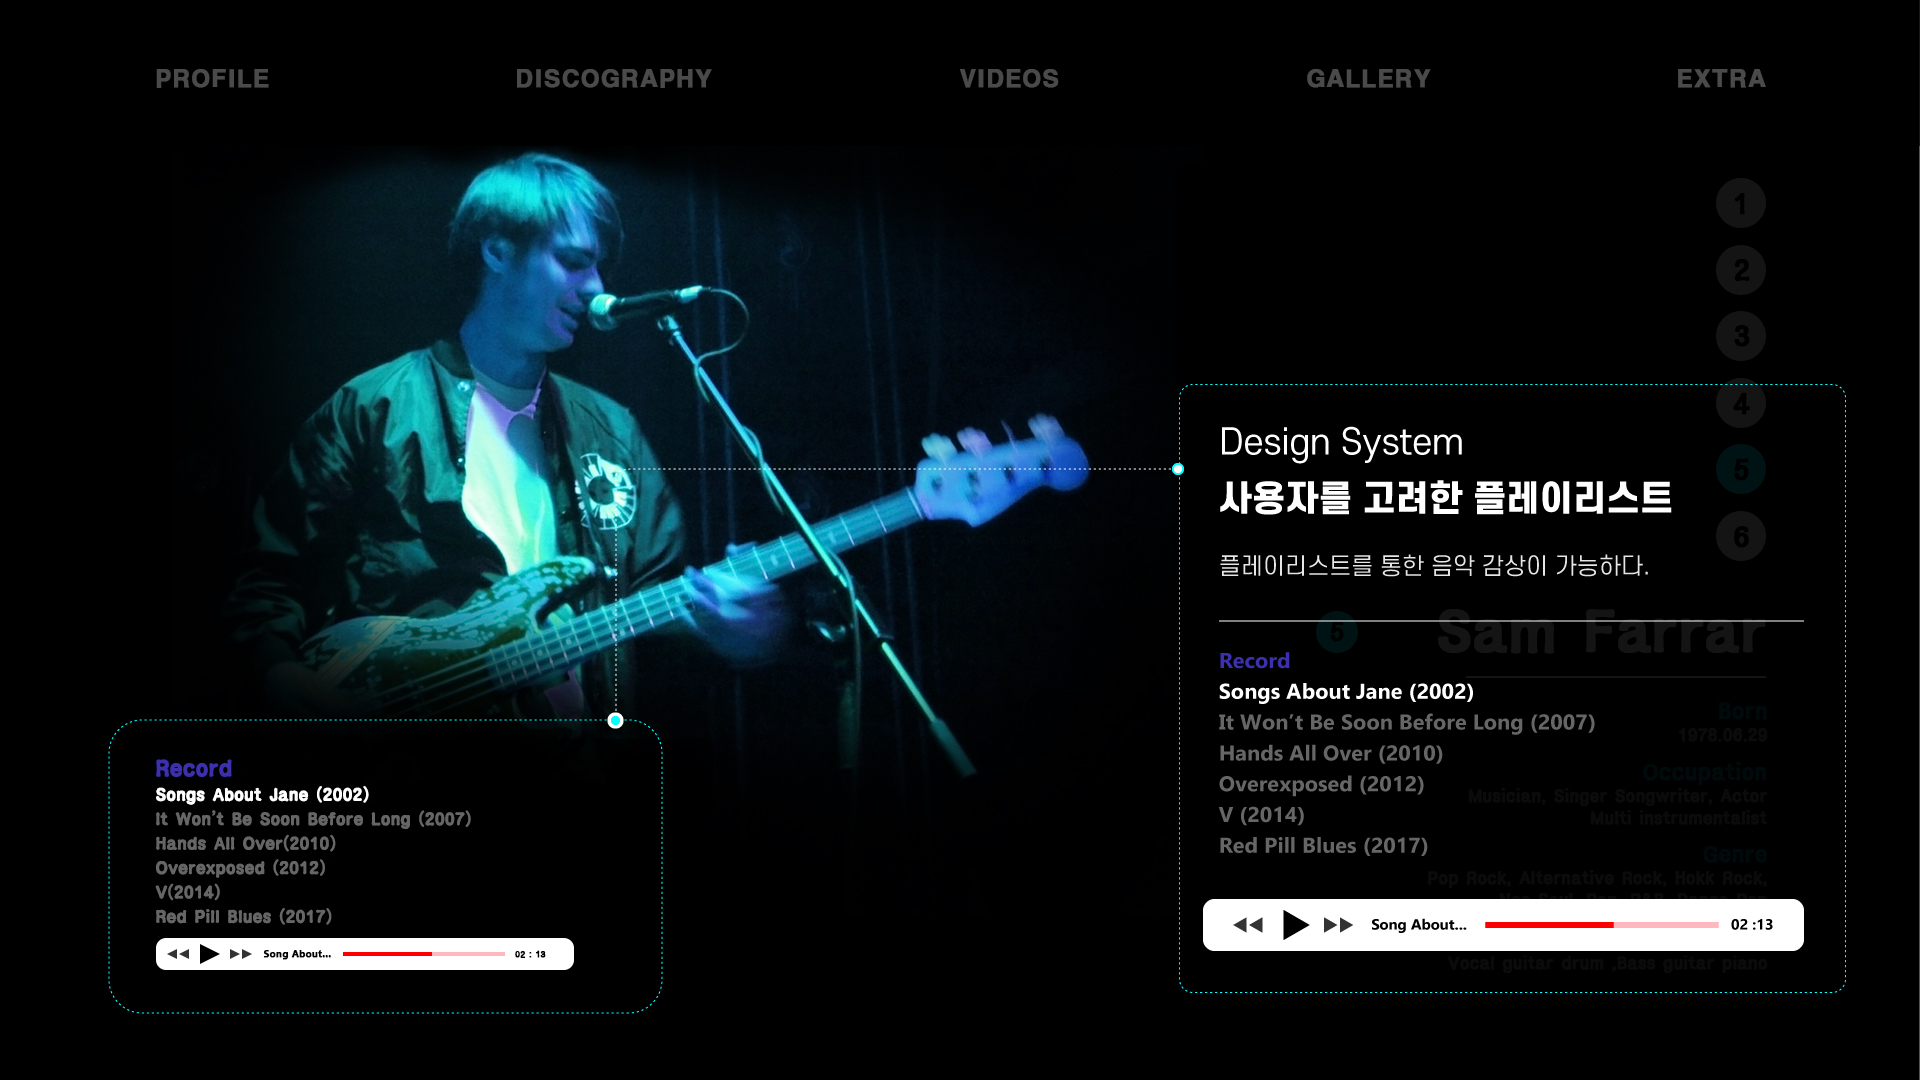 PROFILE
DISCOGRAPHY
VIDEOS
GALLERY
EXTRA
1
2
3
4
5
6
Design System
사용자를 고려한 플레이리스트
플레이리스트를 통한 음악 감상이 가능하다.
5
Sam Farrar
Record
Songs About Jane (2002)
It Won’t Be Soon Before Long (2007)
Hands All Over (2010)
Overexposed (2012)
V (2014)
Red Pill Blues (2017)
Born
1978.06.29
Occupation
Musician, Singer Songwriter, Actor
Multi instrumentalist
Genre
Pop Rock, Alternative Rock, Hokk Rock,
Song About...
02 :13
Vocal guitar drum ,Bass guitar piano
Record
Songs About Jane (2002)
It Won’t Be Soon Before Long (2007)
Hands All Over(2010)
Overexposed (2012)
V(2014)
Red Pill Blues (2017)
Song About...
02 : 13